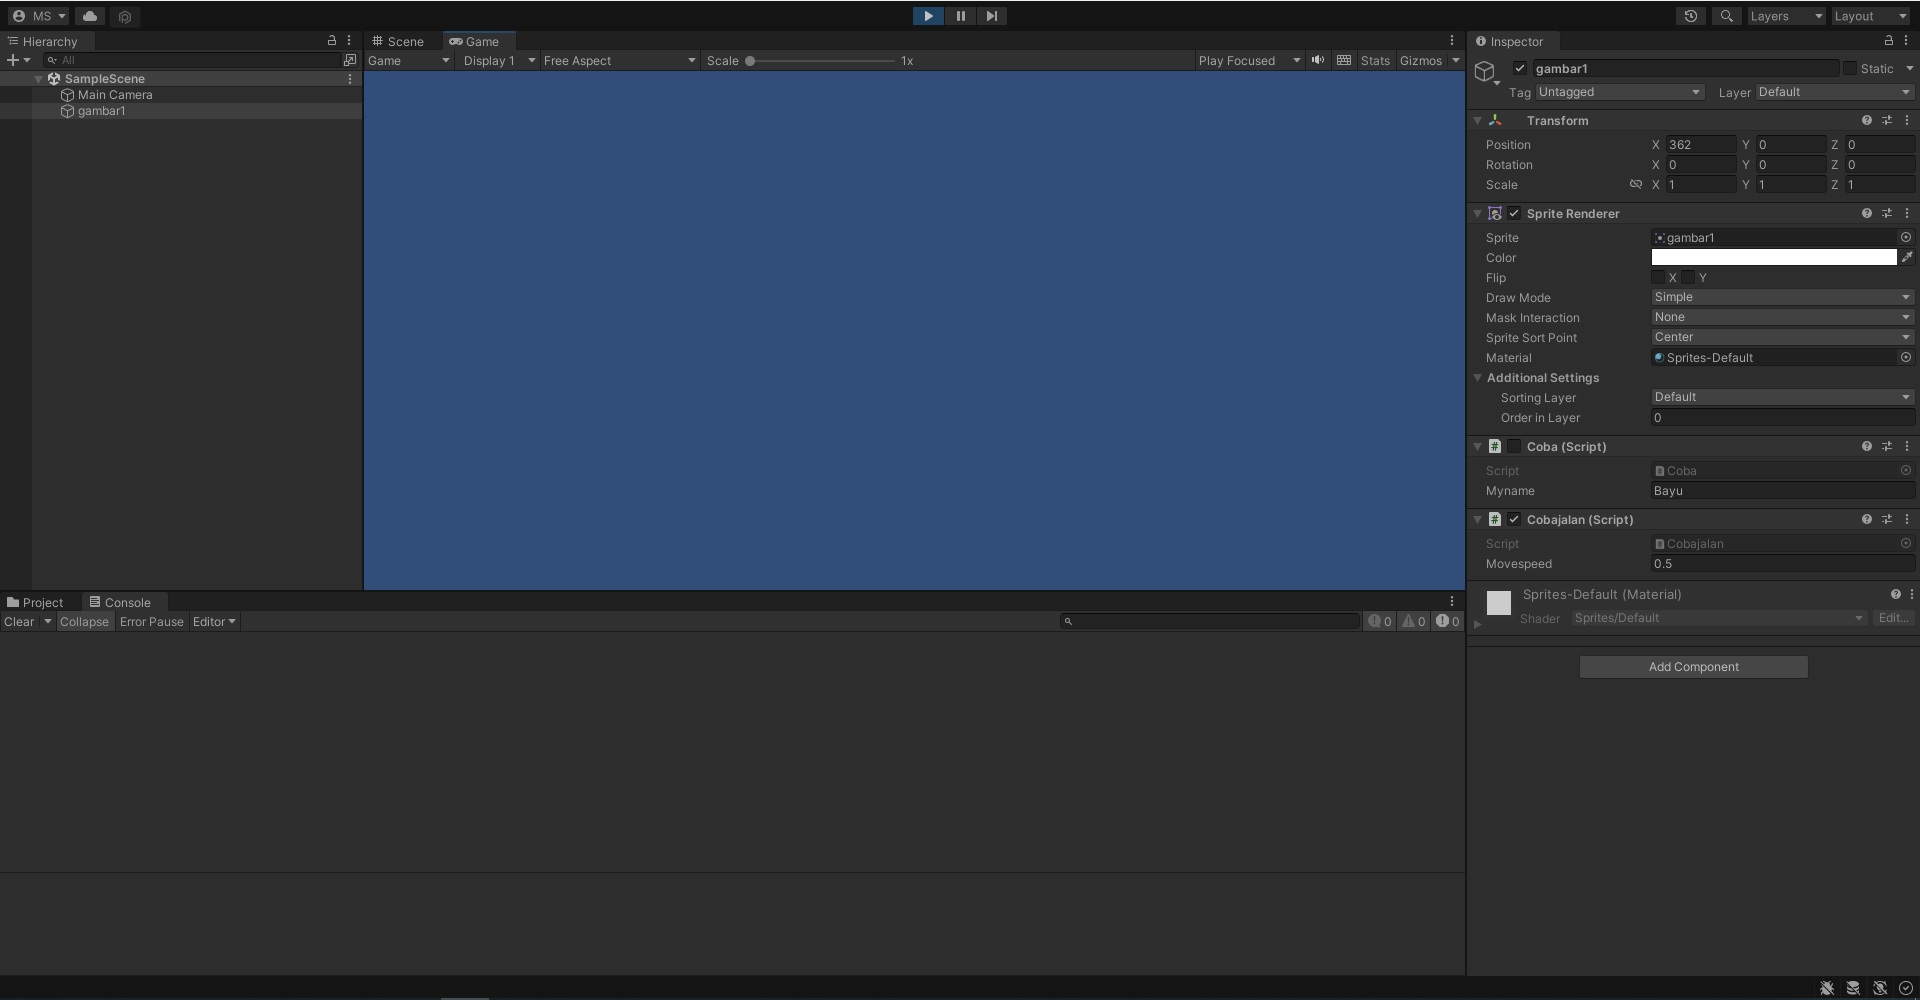 MS
Layers
Layout
Hierarchy
All
SampleScene
Main Camera
gambar1
Scene
Game
Game
Display 1
Free Aspect
Scale
1x
Play Focused
Stats
Gizmos
Project
Console
Clear
Collapse
Error Pause
Editor
0
0
0
Inspector
gambar1
Static
Tag Untagged
Layer Default
Transform
Position X 362 Y 0 Z 0
Rotation X 0 Y 0 Z 0
Scale X 1 Y 1 Z 1
Sprite Renderer
Sprite gambar1
Color
Flip X Y
Draw Mode Simple
Mask Interaction None
Sprite Sort Point Center
Material Sprites-Default
Additional Settings
Sorting Layer Default
Order in Layer 0
# Coba (Script)
Script Coba
Myname Bayu
# Cobajalan (Script)
Script Cobajalan
Movespeed 0.5
Sprites-Default (Material)
Shader Sprites/Default Edit...
Add Component